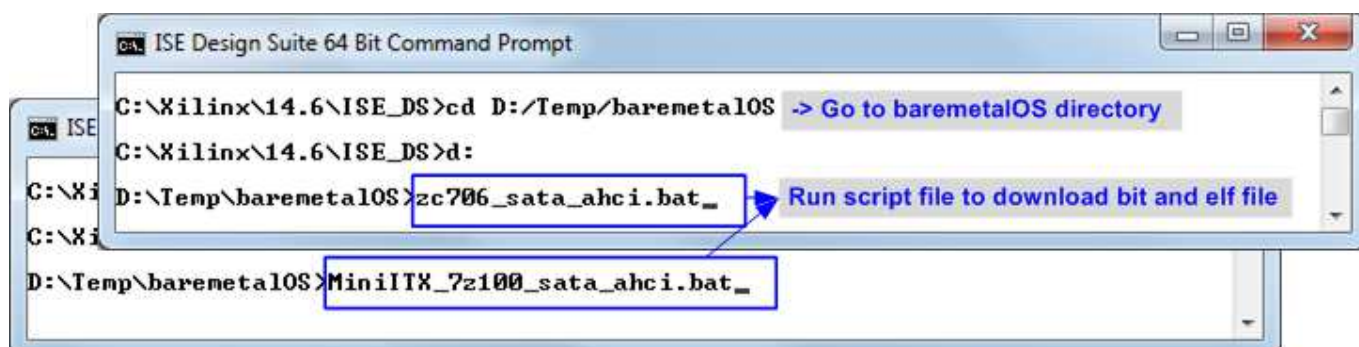 ISE Design Suite 64 Bit Command Prompt
C:\Xilinx\14.6\ISE_DS>cd D:/Temp/baremetalOS -> Go to baremetalOS directory
C:\Xilinx\14.6\ISE_DS>d:
D:\Temp\baremetalOS>zc706_sata_ahci.bat_ Run script file to download bit and elf file
ISE
C:\Xi
C:\Xi
D:\Temp\baremetalOS>MiniITX_7z100_sata_ahci.bat_